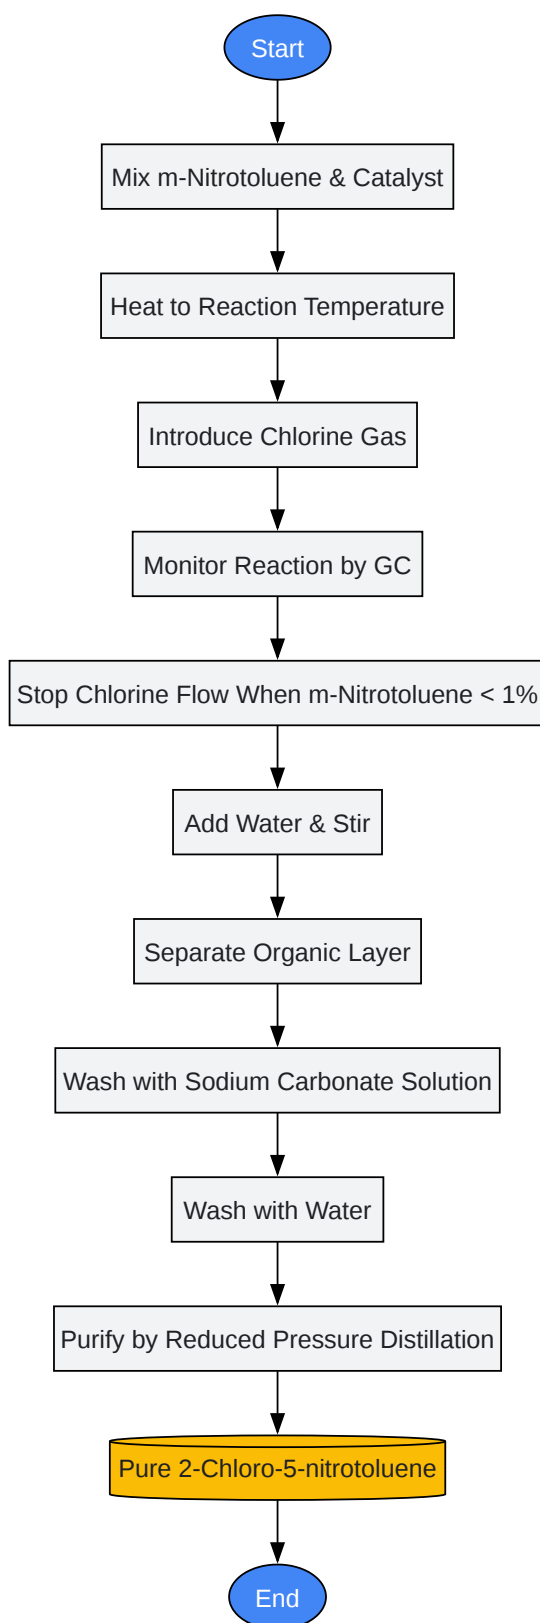 Start
Mix m-Nitrotoluene & Catalyst
Heat to Reaction Temperature
Introduce Chlorine Gas
Monitor Reaction by GC
Stop Chlorine Flow When m-Nitrotoluene < 1%
Add Water & Stir
Separate Organic Layer
Wash with Sodium Carbonate Solution
Wash with Water
Purify by Reduced Pressure Distillation
Pure 2-Chloro-5-nitrotoluene
End